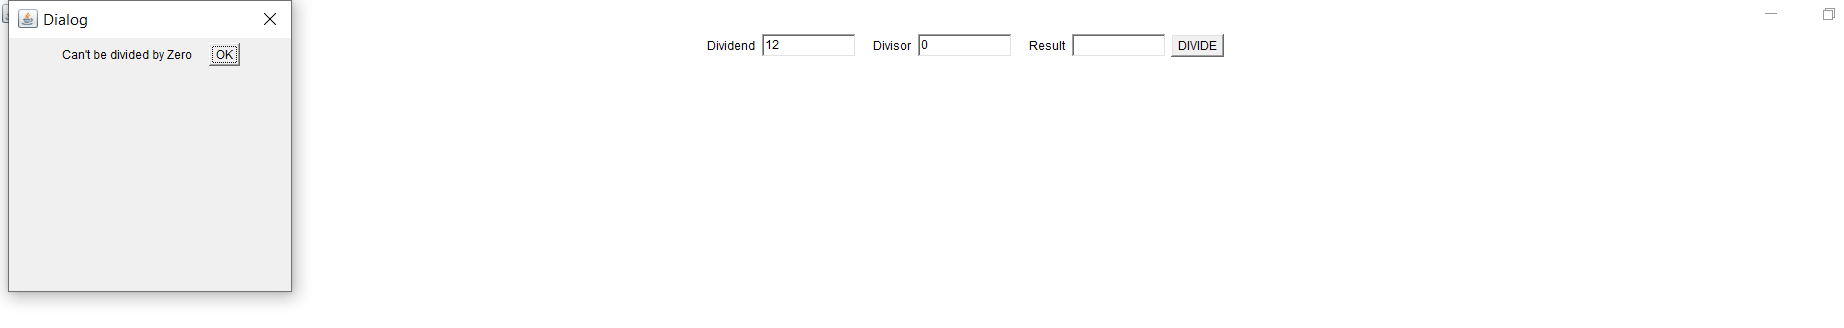 Dialog
Can't be divided by Zero OK
Dividend 12 Divisor 0 Result DIVIDE